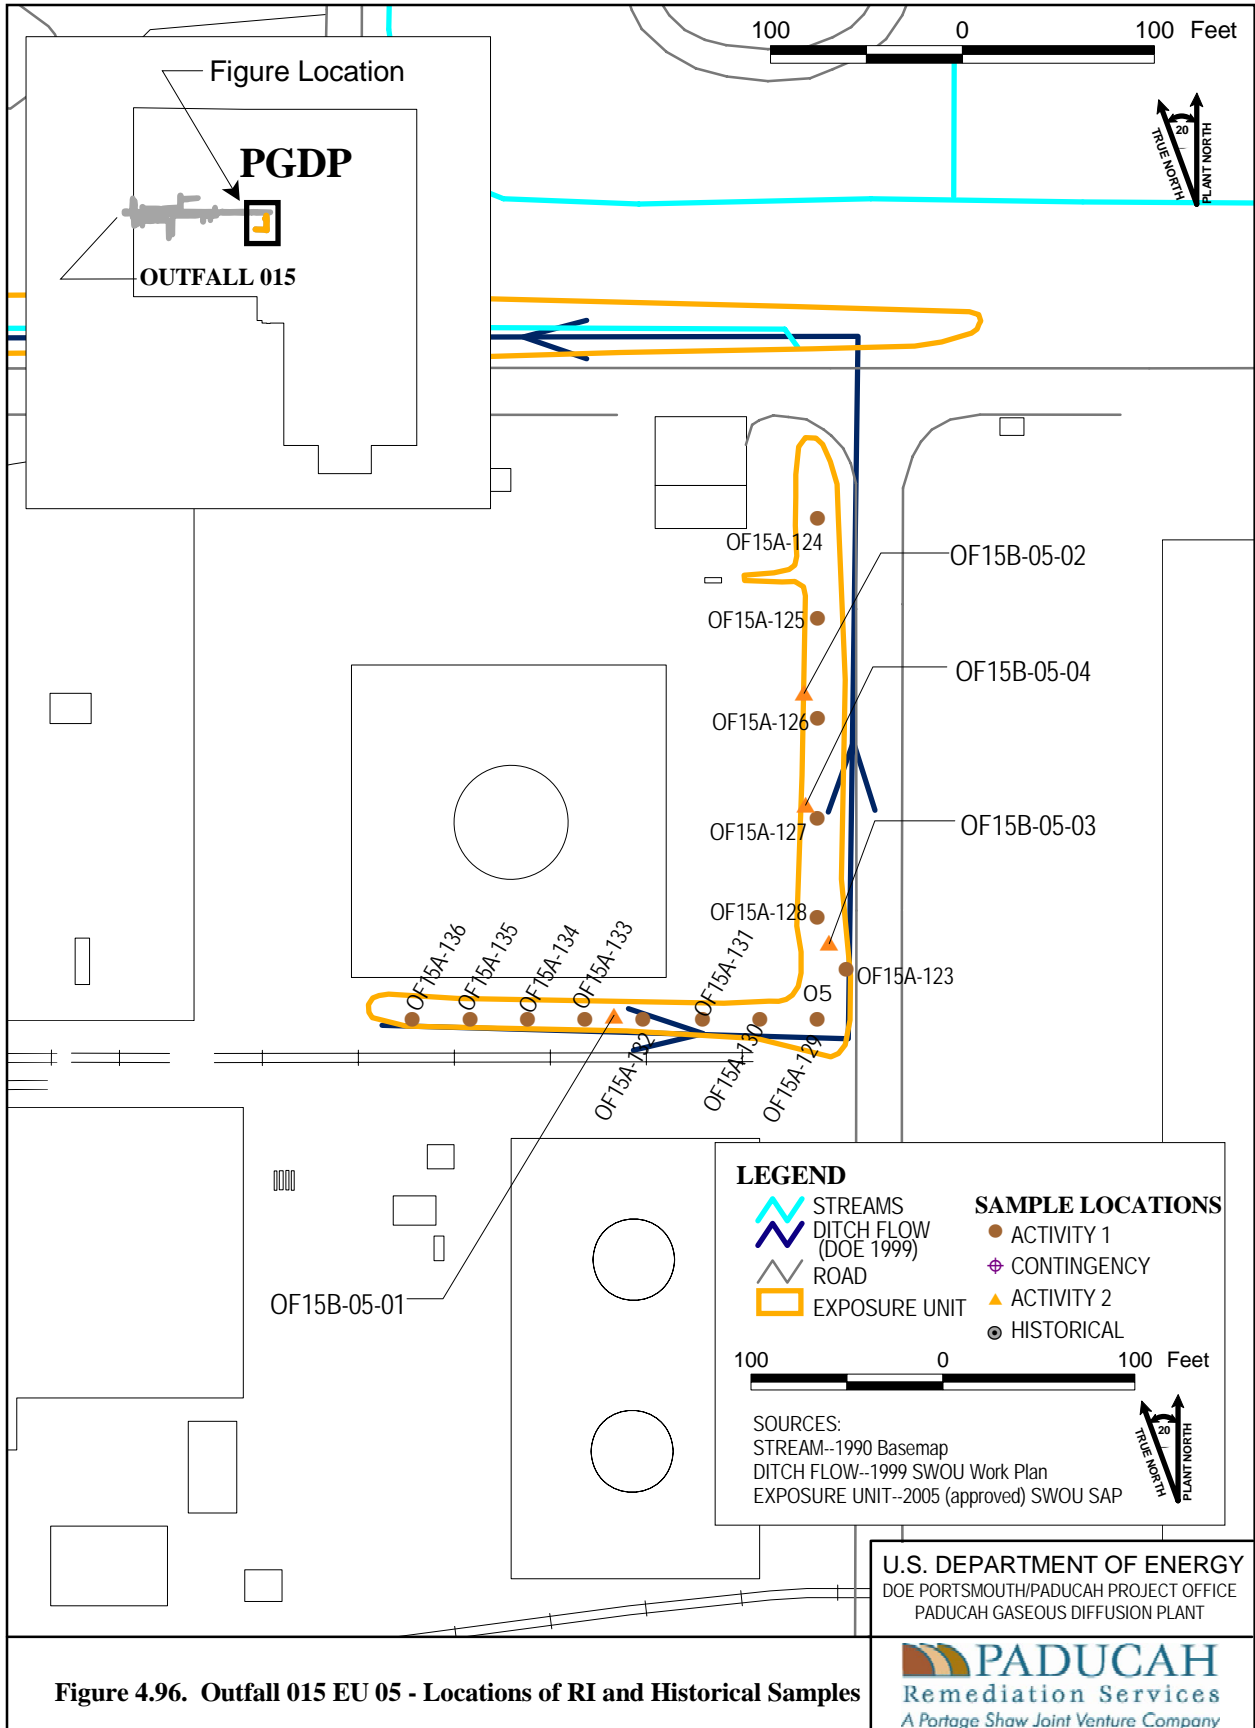 100 0 100 Feet
Figure Location
PGDP
OUTFALL 015
20
TRUE NORTH
PLANT NORTH
OF15A-124
OF15B-05-02
OF15A-125
OF15B-05-04
OF15A-126
OF15B-05-03
OF15A-127
OF15A-128
OF15A-136
OF15A-135
OF15A-134
OF15A-133
OF15A-131
OF15A-123
05
OF15A-132
OF15A-130
OF15A-129
OF15B-05-01
LEGEND
STREAMS
DITCH FLOW
(DOE 1999)
ROAD
EXPOSURE UNIT
SAMPLE LOCATIONS
ACTIVITY 1
CONTINGENCY
ACTIVITY 2
HISTORICAL
100 0 100 Feet
SOURCES:
STREAM--1990 Basemap
DITCH FLOW--1999 SWOU Work Plan
EXPOSURE UNIT--2005 (approved) SWOU SAP
20
TRUE NORTH
PLANT NORTH
U.S. DEPARTMENT OF ENERGY
DOE PORTSMOUTH/PADUCAH PROJECT OFFICE
PADUCAH GASEOUS DIFFUSION PLANT
Figure 4.96. Outfall 015 EU 05 - Locations of RI and Historical Samples
PADUCAH
Remediation Services
A Portage Shaw Joint Venture Company